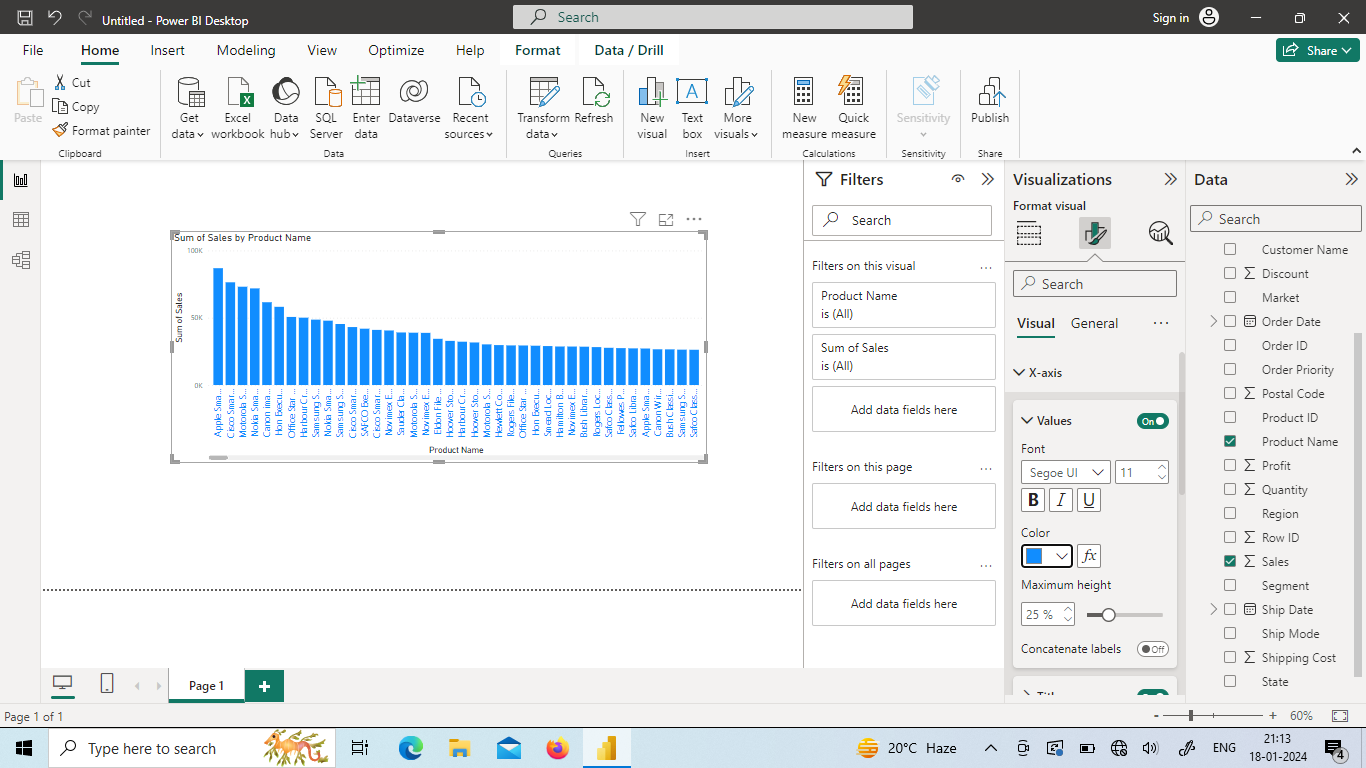 Untitled - Power BI Desktop
Search
Sign in
File
Home
Insert
Modeling
View
Optimize
Help
Format
Data / Drill
Share
Paste
Cut
Copy
Format painter
Clipboard
Get data
Excel workbook
Data hub
SQL Server
Enter data
Dataverse
Recent sources
Data
Transform data
Refresh
Queries
New visual
Text box
More visuals
Insert
New measure
Quick measure
Calculations
Sensitivity
Sensitivity
Publish
Share
Sum of Sales by Product Name
100K
50K
0K
Sum of Sales
Apple Sma...
Cisco Smar...
Motorola S...
Nokia Sma...
Canon ima...
Hon Execu...
Office Star ...
Harbour Cr...
Samsung S...
Nokia Sma...
Samsung S...
Cisco Smar...
SAFCO Exe...
Cisco Smar...
Novimex E...
Sauder Cla...
Motorola S...
Novimex E...
Eldon File ...
Hoover Sto...
Harbour Cr...
Hoover Sto...
Motorola S...
Hewlett Co...
Rogers File...
Office Star ...
Hon Execu...
Smead Loc...
Hamilton B...
Novimex E...
Bush Librar...
Rogers Loc...
Safco Class...
Fellowes P...
Safco Libra...
Apple Sma...
Canon Wir...
Bush Classi...
Samsung S...
Safco Class...
Product Name
Filters
Search
Filters on this visual
Product Name
is (All)
Sum of Sales
is (All)
Add data fields here
Filters on this page
Add data fields here
Filters on all pages
Add data fields here
Visualizations
Format visual
Search
Visual
General
X-axis
Values
On
Font
Segoe UI
11
B
I
U
Color
fx
Maximum height
25 %
Concatenate labels
Off
Data
Search
Customer Name
Discount
Market
Order Date
Order ID
Order Priority
Postal Code
Product ID
Product Name
Profit
Quantity
Region
Row ID
Sales
Segment
Ship Date
Ship Mode
Shipping Cost
State
Page 1
Page 1 of 1
- + 60%
Type here to search
20°C Haze
ENG
21:13
18-01-2024
4